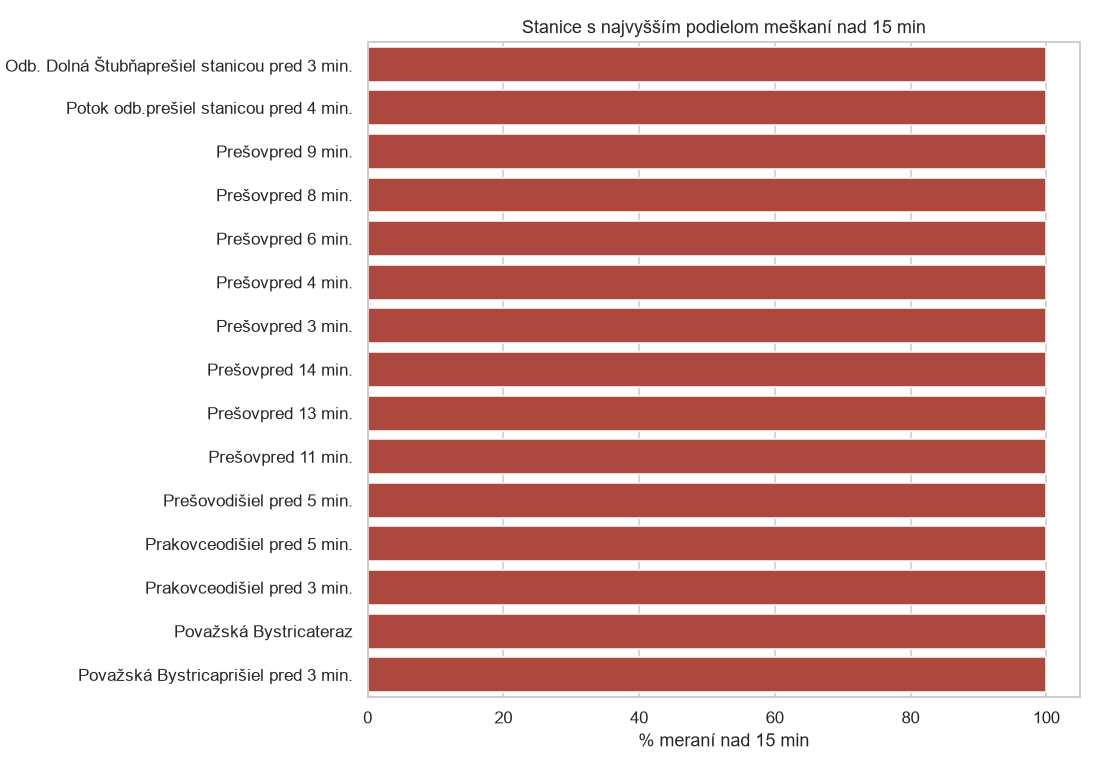 Stanice s najvyšším podielom meškaní nad 15 min
Odb. Dolná Štubňaprešiel stanicou pred 3 min.
Potok odb.prešiel stanicou pred 4 min.
Prešovpred 9 min.
Prešovpred 8 min.
Prešovpred 6 min.
Prešovpred 4 min.
Prešovpred 3 min.
Prešovpred 14 min.
Prešovpred 13 min.
Prešovpred 11 min.
Prešovodišiel pred 5 min.
Prakovceodišiel pred 5 min.
Prakovceodišiel pred 3 min.
Považská Bystricateraz
Považská Bystricaprišiel pred 3 min.
0 20 40 60 80 100
% meraní nad 15 min